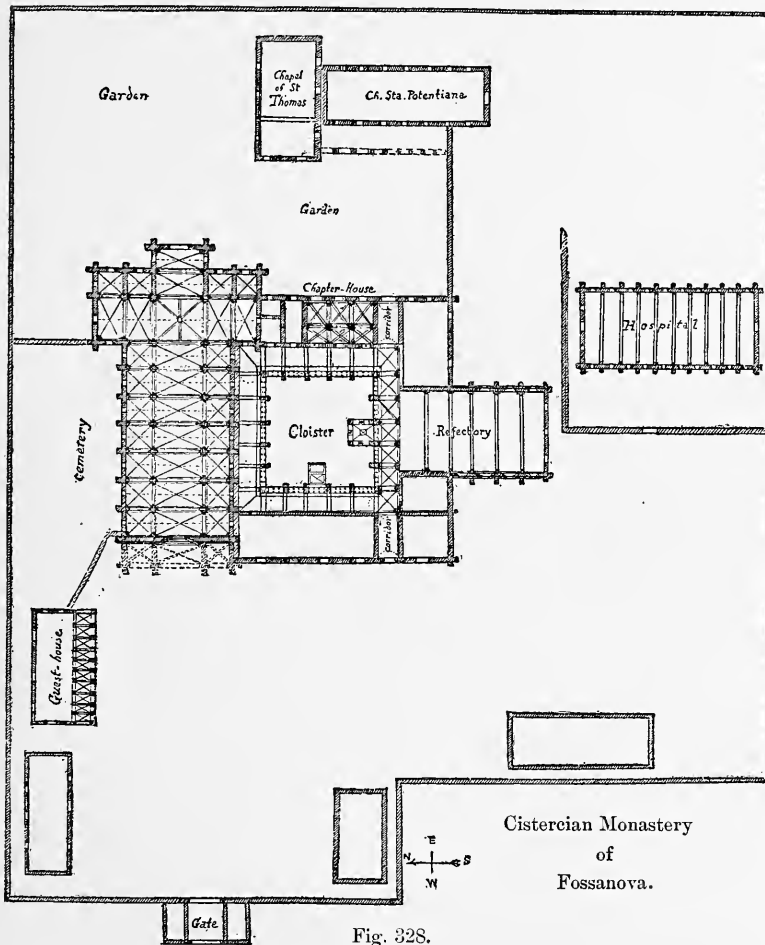 Garden
Chapel
of St
Thomas
Ch. Sta. Potentiana
Garden
Chapter-House
corridor
Hospital
Cemetery
Cloister
Refectory
corridor
Guest-house
Cistercian Monastery
of
Fossanova.
E
N S
W
Gate
Fig. 328.